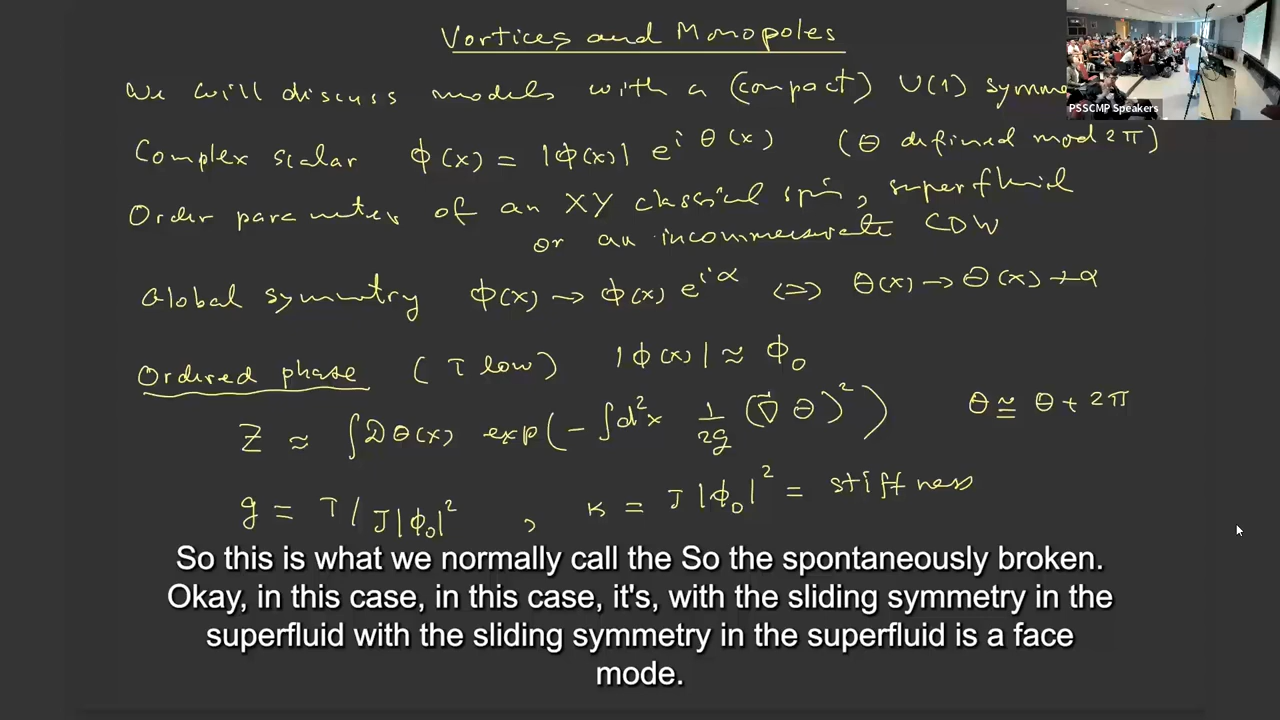 Vortices and Monopoles
We will discuss models with a (compact) U(1) symme
PSSCMP Speakers
Complex scalar ϕ(x) = |ϕ(x)| e^{iθ(x)} (θ defined mod 2π)
Order parameter of an XY classical spin, superfluid
or an incommensurate CDW
Global symmetry ϕ(x) → ϕ(x) e^{iα} ⇔ θ(x) → θ(x) + α
Ordered phase (T low) |ϕ(x)| ≈ ϕ₀
Z ≈ ∫Dθ(x) exp(-∫d²x 1/2g (∇⃗θ)²) θ ≅ θ + 2π
g = T/J|ϕ₀|² , κ = J|ϕ₀|² = stiffness
So this is what we normally call the So the spontaneously broken.
Okay, in this case, in this case, it's, with the sliding symmetry in the
superfluid with the sliding symmetry in the superfluid is a face
mode.